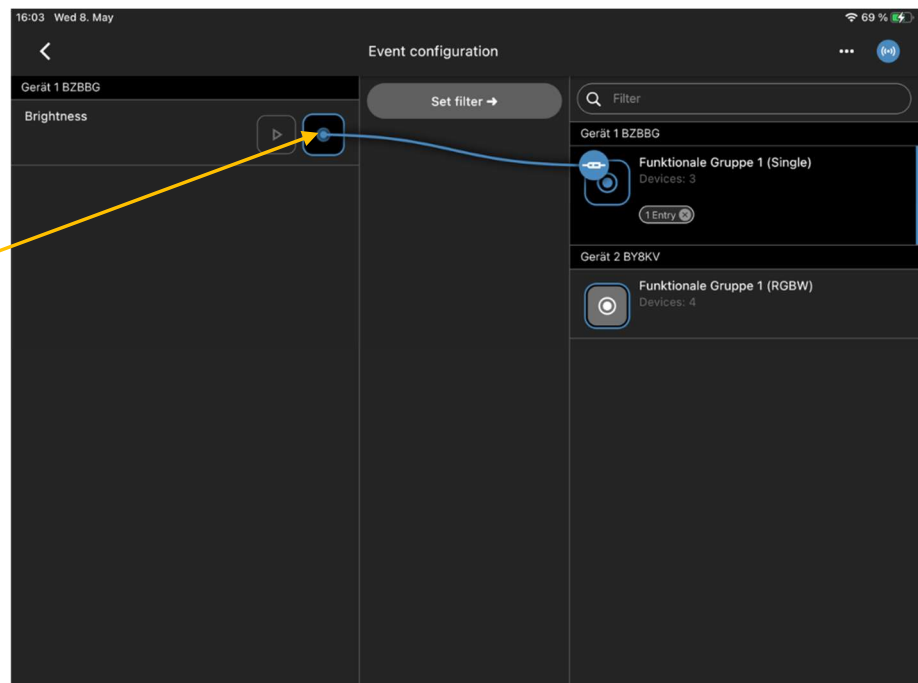 16:03 Wed 8. May
69 %
Event configuration
Gerät 1 BZBBG
Brightness
Set filter ➜
Filter
Gerät 1 BZBBG
Funktionale Gruppe 1 (Single)
Devices: 3
1 Entry
Gerät 2 BY8KV
Funktionale Gruppe 1 (RGBW)
Devices: 4